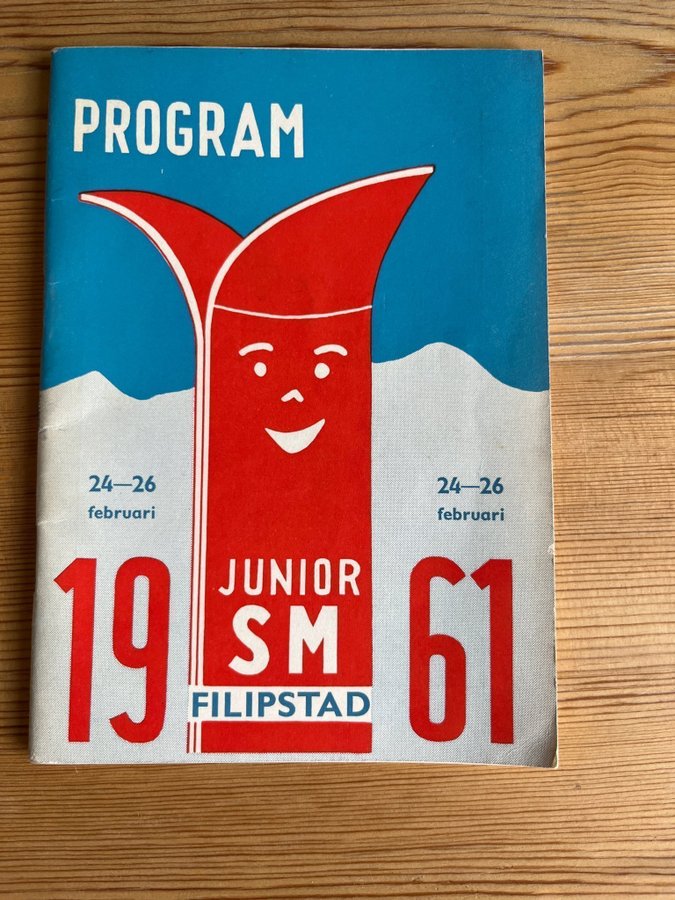 PROGRAM
24—26
februari
24—26
februari
19
61
JUNIOR
SM
FILIPSTAD